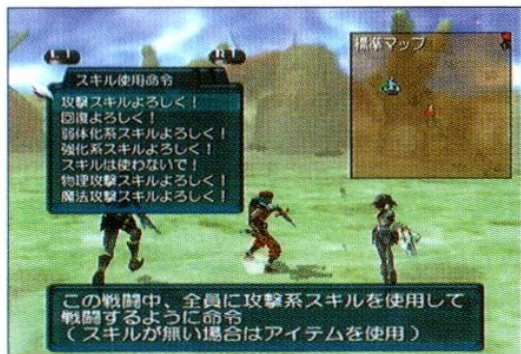 標準マップ
スキル使用命令
攻撃スキルよろしく！
回復よろしく！
弱体化系スキルよろしく！
強化系スキルよろしく！
スキルは使わないで！
物理攻撃スキルよろしく！
魔法攻撃スキルよろしく！
この戦闘中、全員に攻撃系スキルを使用して
戦闘するように命令
（スキルが無い場合はアイテムを使用）